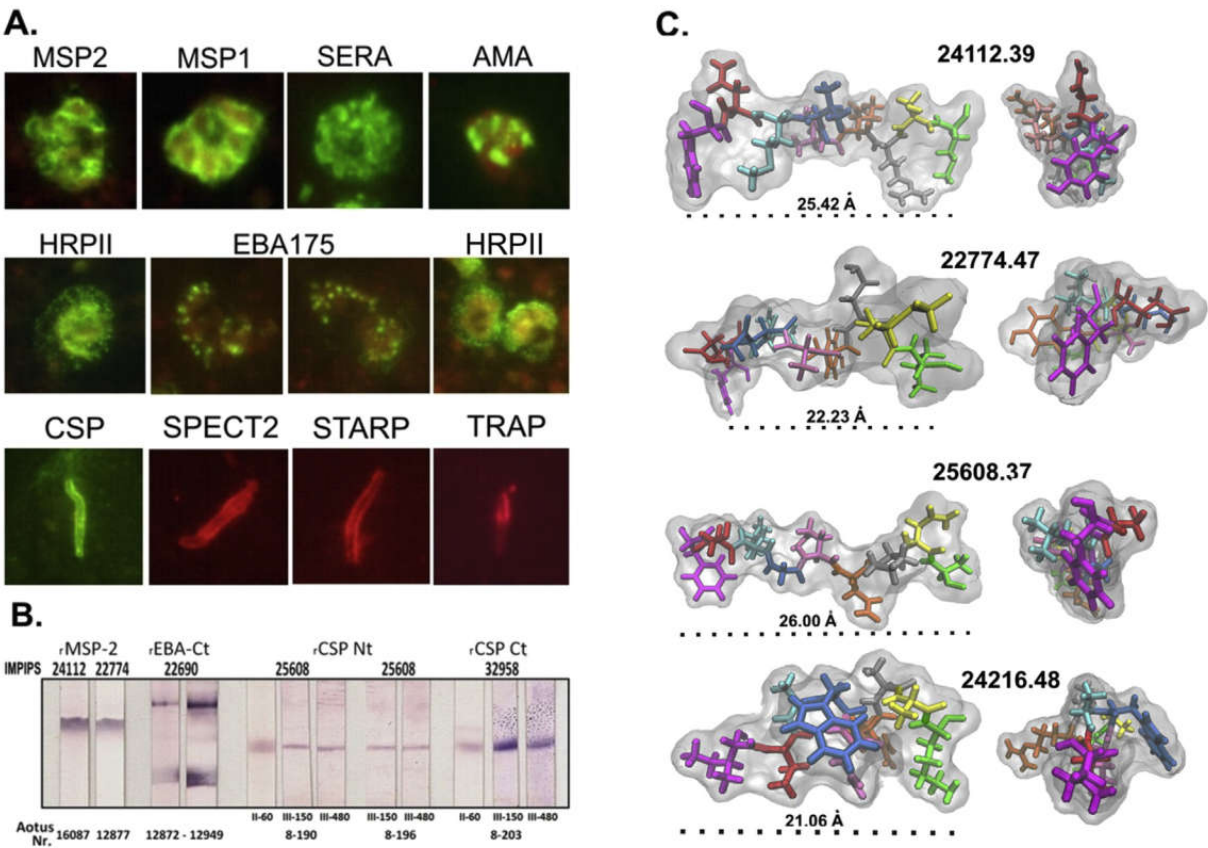 A.
MSP2 MSP1 SERA AMA
HRPII EBA175 HRPII
CSP SPECT2 STARP TRAP
B.
rMSP-2 rEBA-Ct rCSP Nt rCSP Ct
IMPIPS 24112 22774 22690 25608 25608 32958
II-60 III-150 III-480 III-150 III-480 II-60 III-150 III-480
Aotus Nr. 16087 12877 12872 - 12949 8-190 8-196 8-203
C.
24112.39
25.42 Å
22774.47
22.23 Å
25608.37
26.00 Å
24216.48
21.06 Å